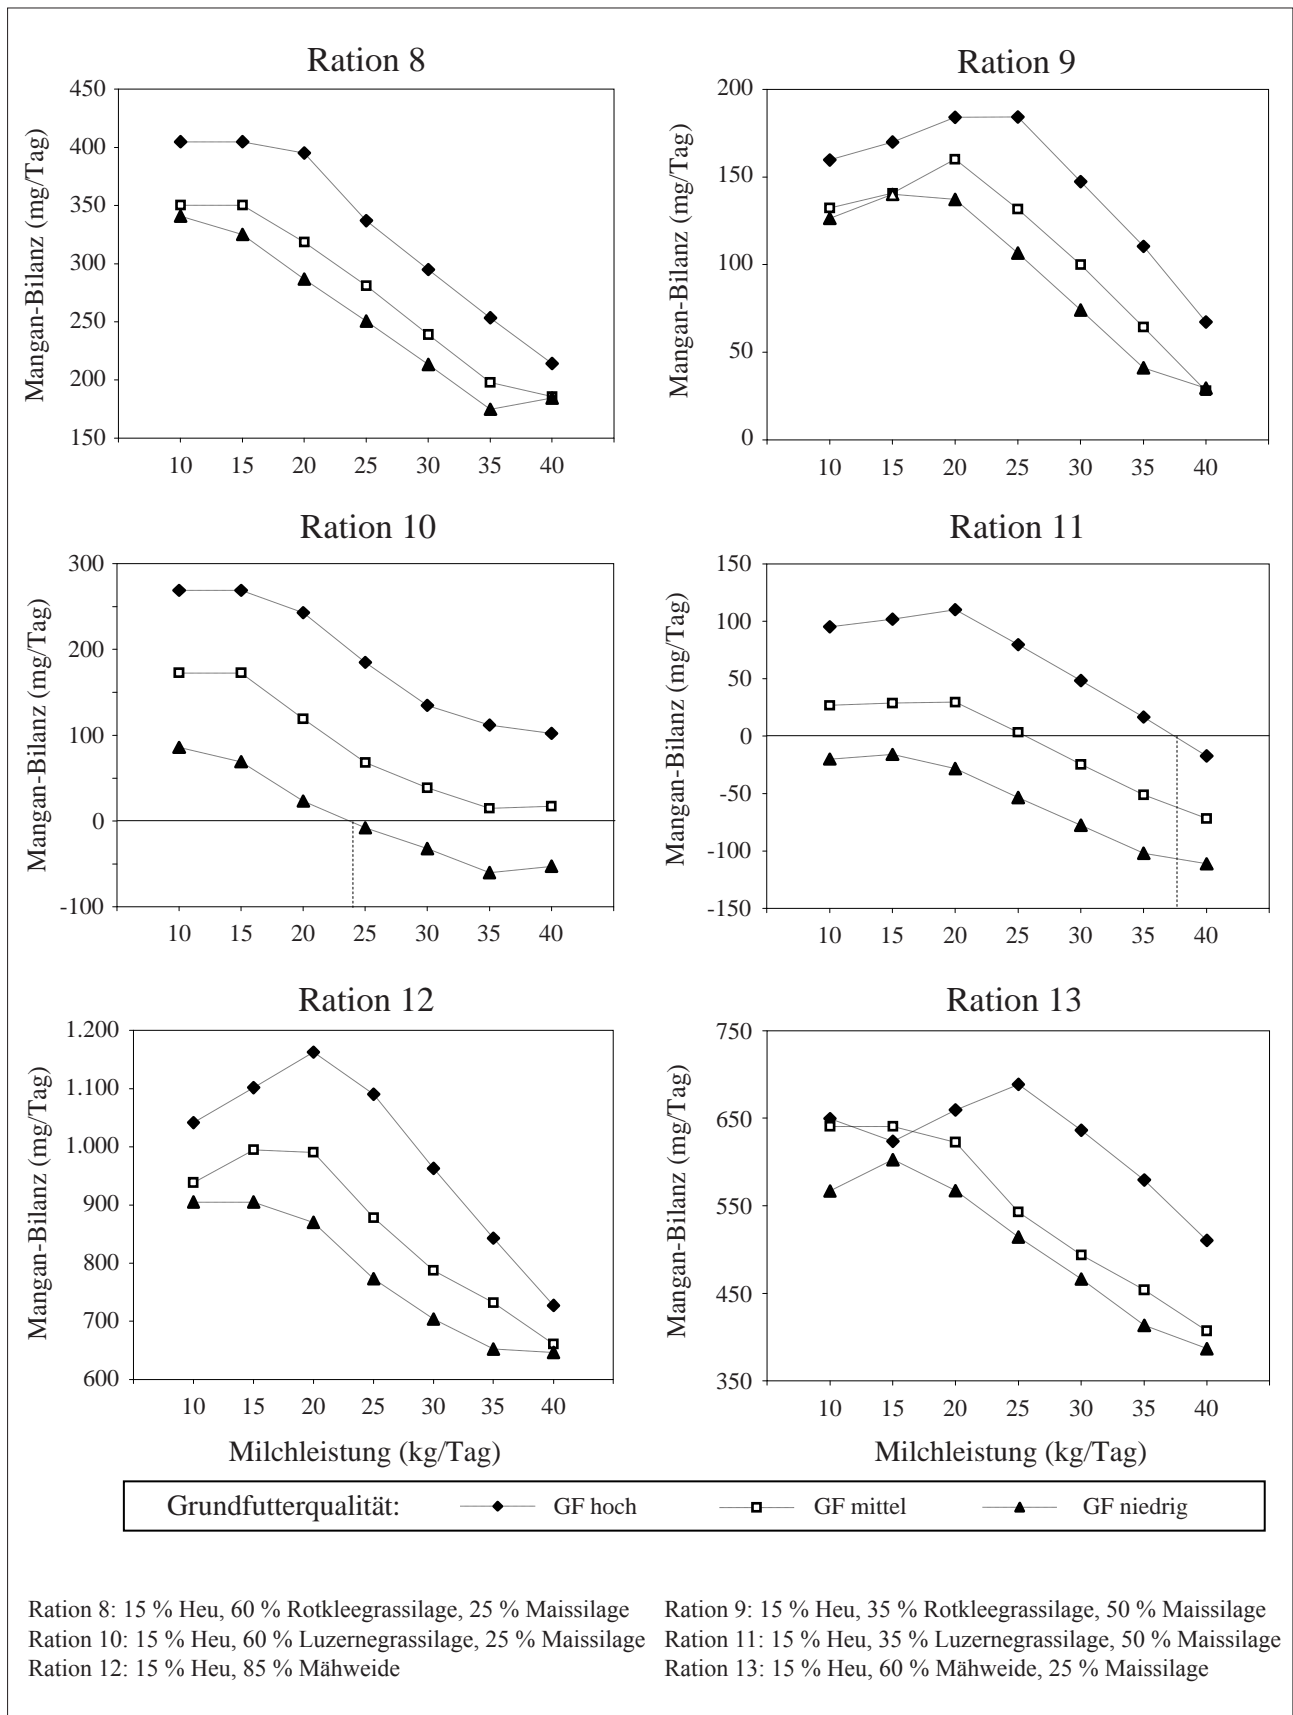 Ration 8
Mangan-Bilanz (mg/Tag)
450
400
350
300
250
200
150
10 15 20 25 30 35 40
Ration 9
Mangan-Bilanz (mg/Tag)
200
150
100
50
0
10 15 20 25 30 35 40
Ration 10
Mangan-Bilanz (mg/Tag)
300
200
100
0
-100
10 15 20 25 30 35 40
Ration 11
Mangan-Bilanz (mg/Tag)
150
100
50
0
-50
-100
-150
10 15 20 25 30 35 40
Ration 12
Mangan-Bilanz (mg/Tag)
1.200
1.100
1.000
900
800
700
600
10 15 20 25 30 35 40
Milchleistung (kg/Tag)
Ration 13
Mangan-Bilanz (mg/Tag)
750
650
550
450
350
10 15 20 25 30 35 40
Milchleistung (kg/Tag)
Grundfutterqualität: GF hoch GF mittel GF niedrig
Ration 8: 15 % Heu, 60 % Rotkleegrassilage, 25 % Maissilage
Ration 9: 15 % Heu, 35 % Rotkleegrassilage, 50 % Maissilage
Ration 10: 15 % Heu, 60 % Luzernegrassilage, 25 % Maissilage
Ration 11: 15 % Heu, 35 % Luzernegrassilage, 50 % Maissilage
Ration 12: 15 % Heu, 85 % Mähweide
Ration 13: 15 % Heu, 60 % Mähweide, 25 % Maissilage